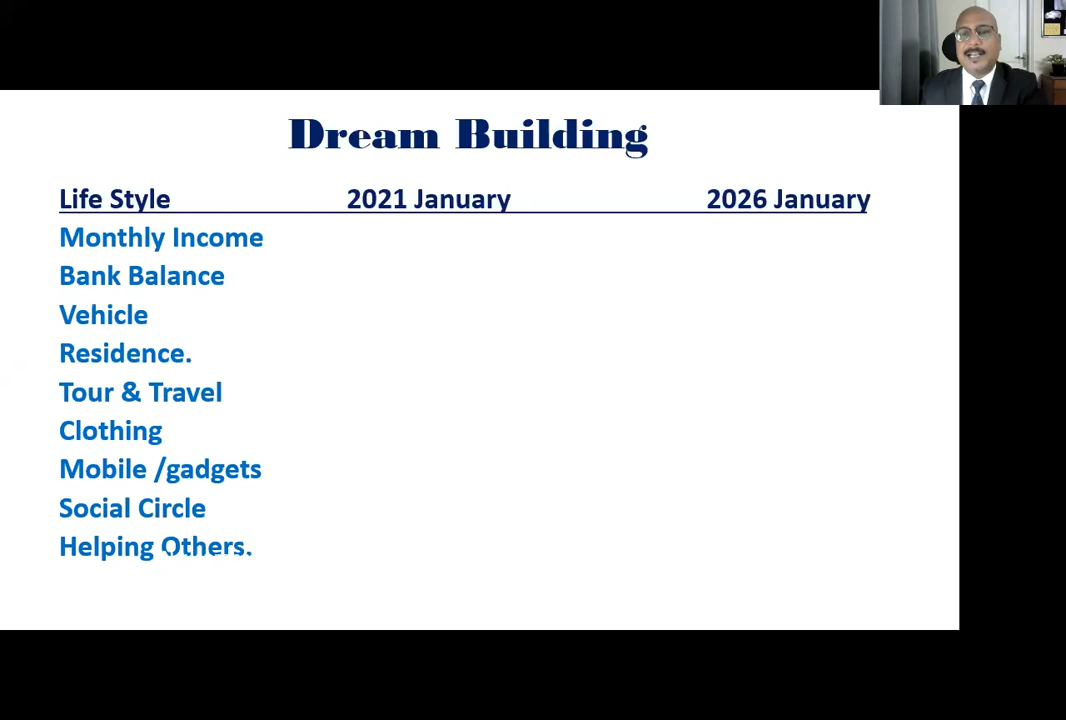 Dream Building
Life Style 2021 January 2026 January
Monthly Income
Bank Balance
Vehicle
Residence.
Tour & Travel
Clothing
Mobile /gadgets
Social Circle
Helping Others.